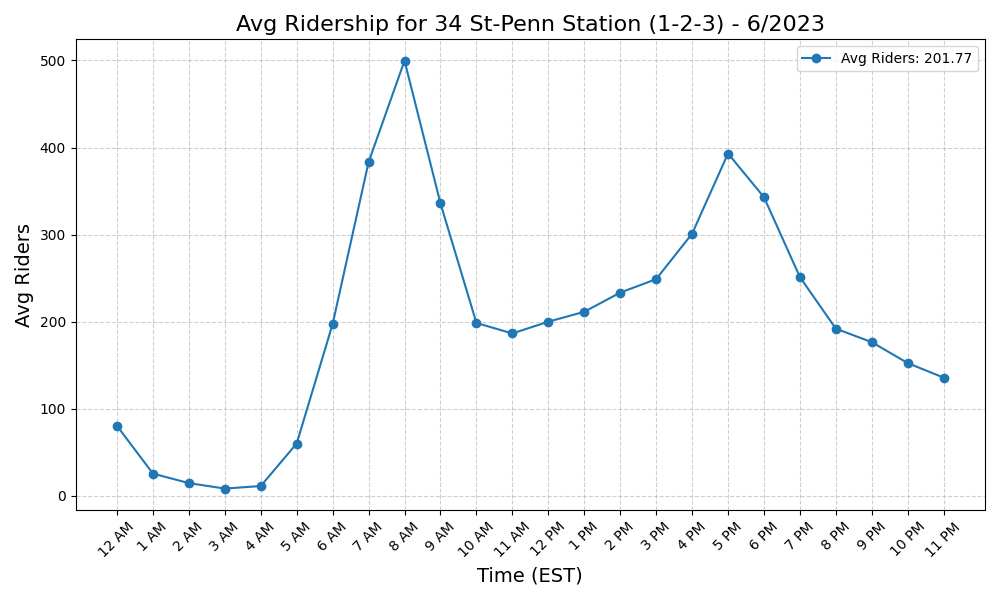 Avg Ridership for 34 St-Penn Station (1-2-3) - 6/2023
Avg Riders: 201.77
500
400
300
200
100
0
Avg Riders
12 AM
1 AM
2 AM
3 AM
4 AM
5 AM
6 AM
7 AM
8 AM
9 AM
10 AM
11 AM
12 PM
1 PM
2 PM
3 PM
4 PM
5 PM
6 PM
7 PM
8 PM
9 PM
10 PM
11 PM
Time (EST)